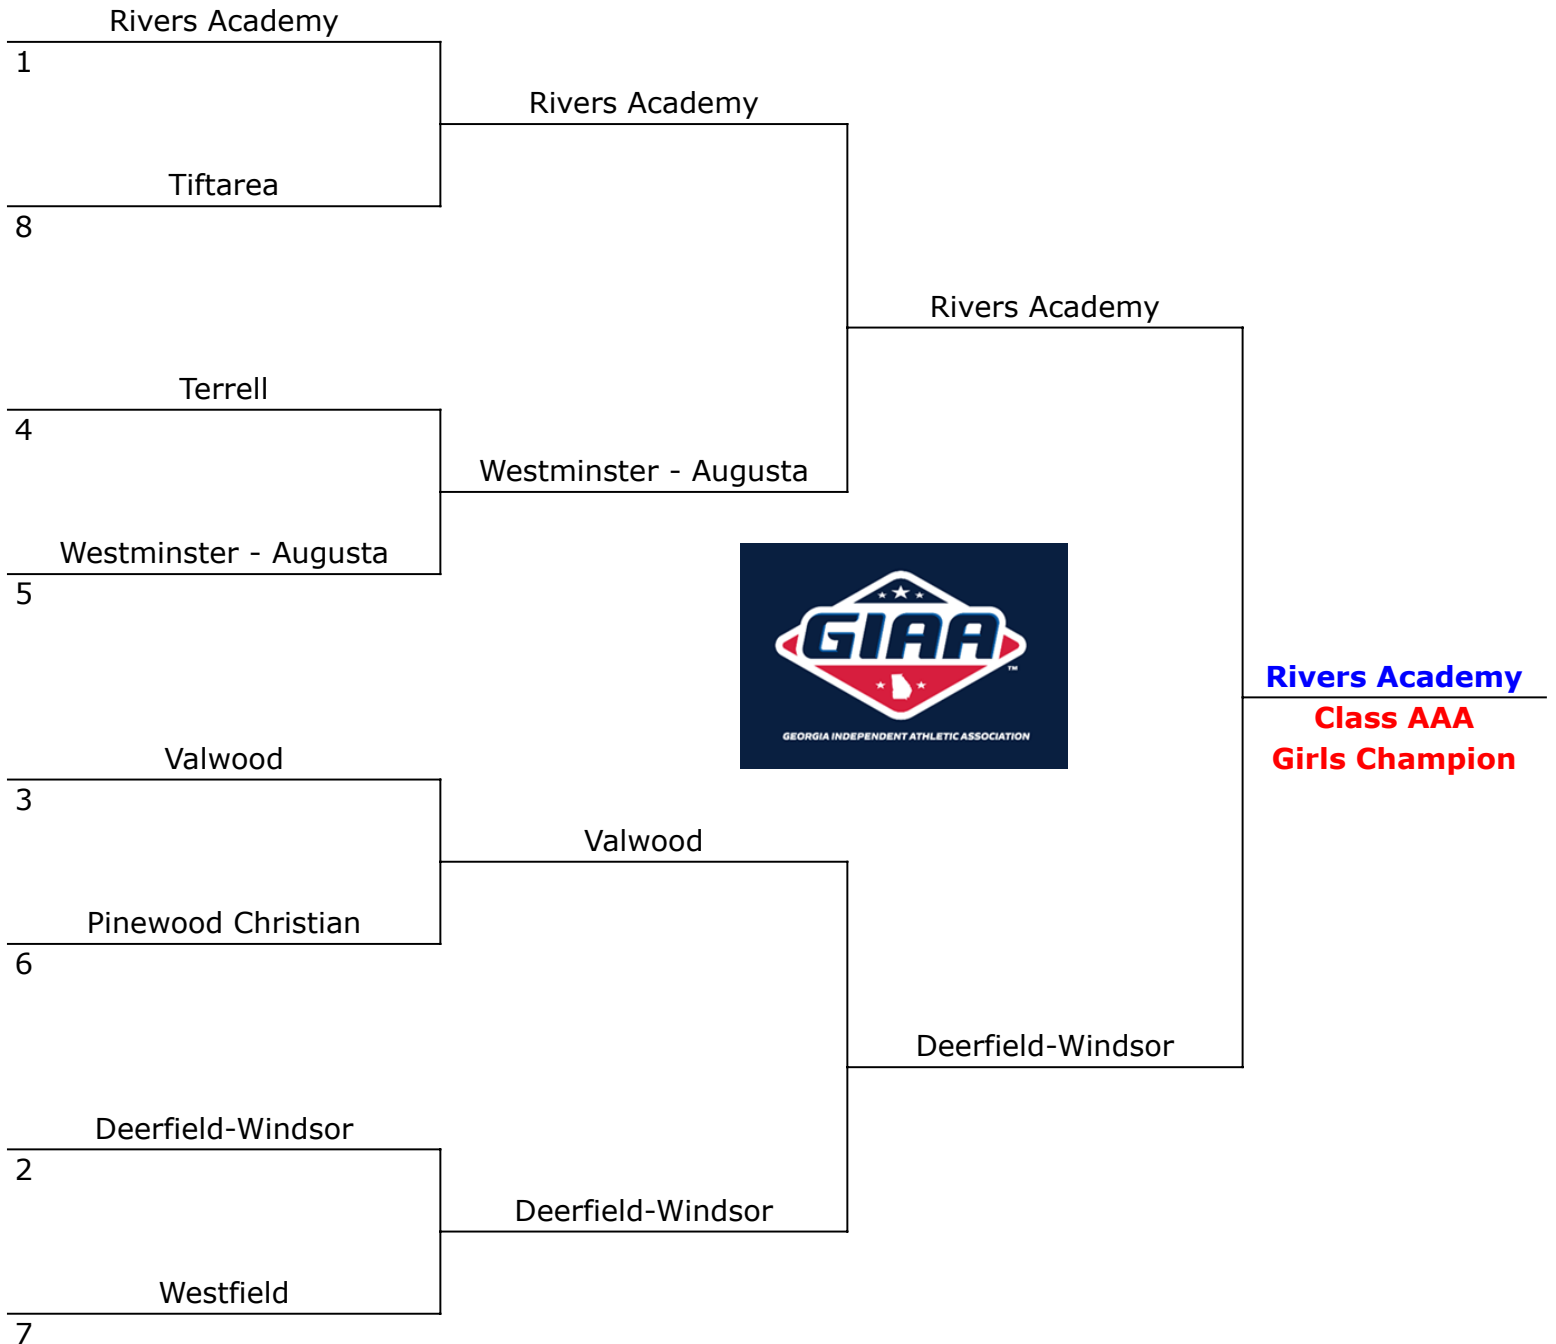 Rivers Academy
1
Rivers Academy
Tiftarea
8
Rivers Academy
Terrell
4
Westminster - Augusta
Westminster - Augusta
5
GIAA
TM
GEORGIA INDEPENDENT ATHLETIC ASSOCIATION
Rivers Academy
Class AAA
Girls Champion
Valwood
3
Valwood
Pinewood Christian
6
Deerfield-Windsor
Deerfield-Windsor
2
Deerfield-Windsor
Westfield
7